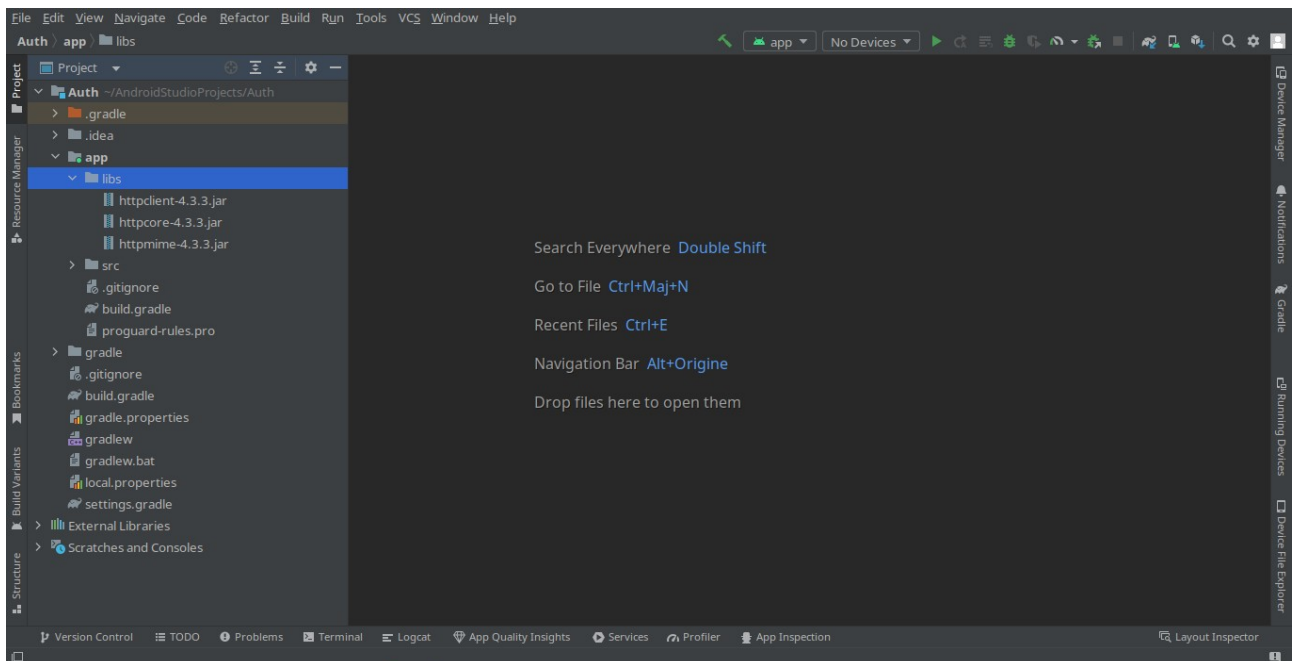 File Edit View Navigate Code Refactor Build Run Tools VCS Window Help
Auth app libs
app No Devices
Project
Auth ~/AndroidStudioProjects/Auth
.gradle
.idea
app
libs
httpclient-4.3.3.jar
httpcore-4.3.3.jar
httpmime-4.3.3.jar
src
.gitignore
build.gradle
proguard-rules.pro
gradle
.gitignore
build.gradle
gradle.properties
gradlew
gradlew.bat
local.properties
settings.gradle
External Libraries
Scratches and Consoles
Project
Resource Manager
Bookmarks
Build Variants
Structure
Search Everywhere Double Shift
Go to File Ctrl+Maj+N
Recent Files Ctrl+E
Navigation Bar Alt+Origine
Drop files here to open them
Device Manager
Notifications
Gradle
Running Devices
Device File Explorer
Version Control TODO Problems Terminal Logcat App Quality Insights Services Profiler App Inspection Layout Inspector